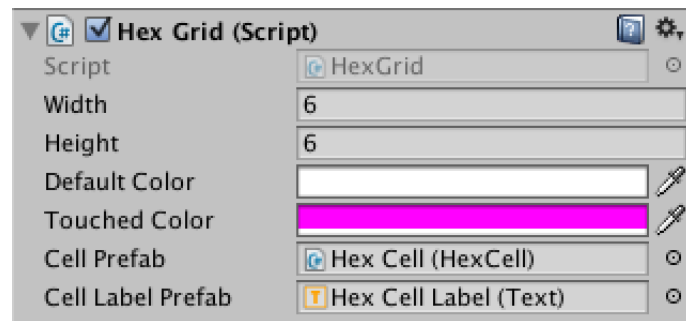 Hex Grid (Script)
Script HexGrid
Width 6
Height 6
Default Color
Touched Color
Cell Prefab Hex Cell (HexCell)
Cell Label Prefab Hex Cell Label (Text)